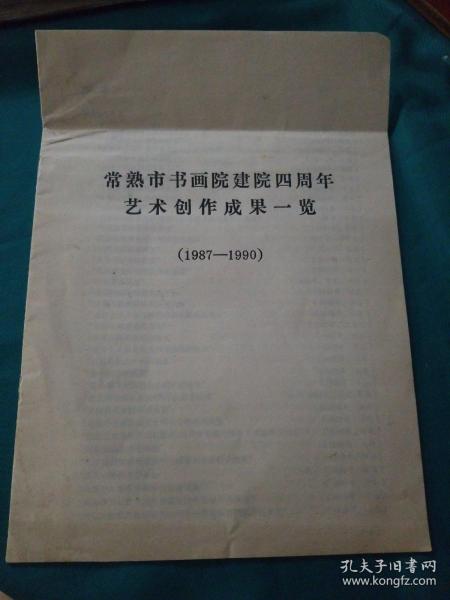 常熟市书画院建院四周年
艺术创作成果一览
(1987—1990)
孔夫子旧书网
www.kongfz.com